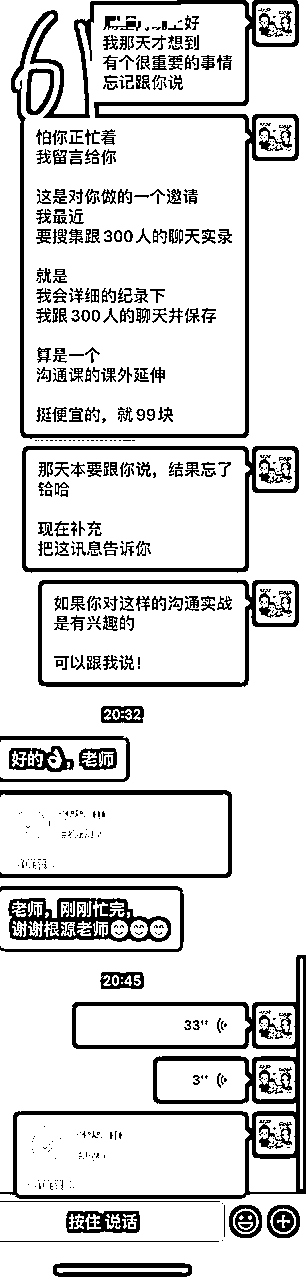 61
好
我那天才想到
有个很重要的事情
忘记跟你说
怕你正忙着
我留言给你
这是对你做的一个邀请
我最近
要搜集跟300人的聊天实录
就是
我会详细的纪录下
我跟300人的聊天并保存
算是一个
沟通课的课外延伸
挺便宜的，就99块
那天本要跟你说，结果忘了
铪哈
现在补充
把这讯息告诉你
如果你对这样的沟通实战
是有兴趣的
可以跟我说！
20:32
好的👌，老师
老师，刚刚忙完，
谢谢根源老师😊😊😊
20:45
33"
3"
按住 说话